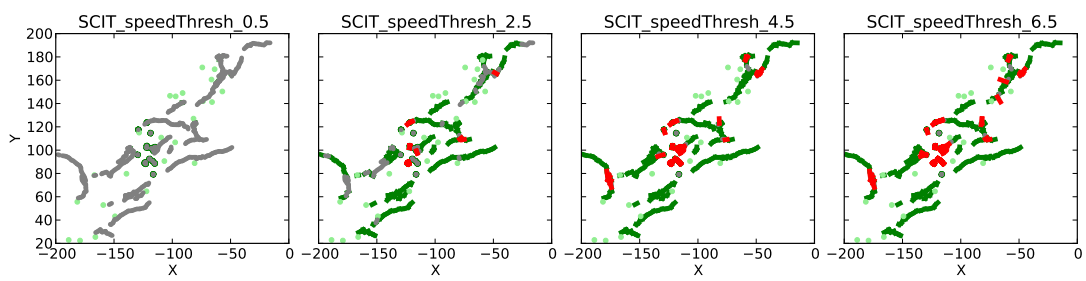 SCIT_speedThresh_0.5 SCIT_speedThresh_2.5 SCIT_speedThresh_4.5 SCIT_speedThresh_6.5
200
180
160
140
120
100
80
60
40
20
Y
−200 −150 −100 −50 0 −200 −150 −100 −50 0 −200 −150 −100 −50 0 −200 −150 −100 −50 0
X X X X